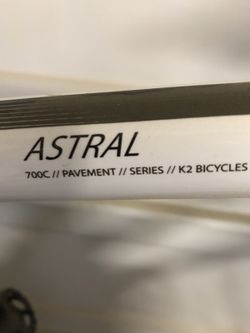 ASTRAL
700C // PAVEMENT // SERIES // K2 BICYCLES